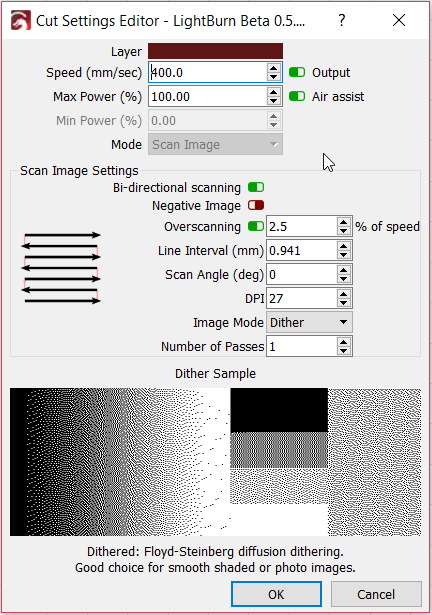 Cut Settings Editor - LightBurn Beta 0.5....
Layer
Speed (mm/sec) 400.0 Output
Max Power (%) 100.00 Air assist
Min Power (%) 0.00
Mode Scan Image
Scan Image Settings
Bi-directional scanning
Negative Image
Overscanning 2.5 % of speed
Line Interval (mm) 0.941
Scan Angle (deg) 0
DPI 27
Image Mode Dither
Number of Passes 1
Dither Sample
Dithered: Floyd-Steinberg diffusion dithering.
Good choice for smooth shaded or photo images.
OK Cancel